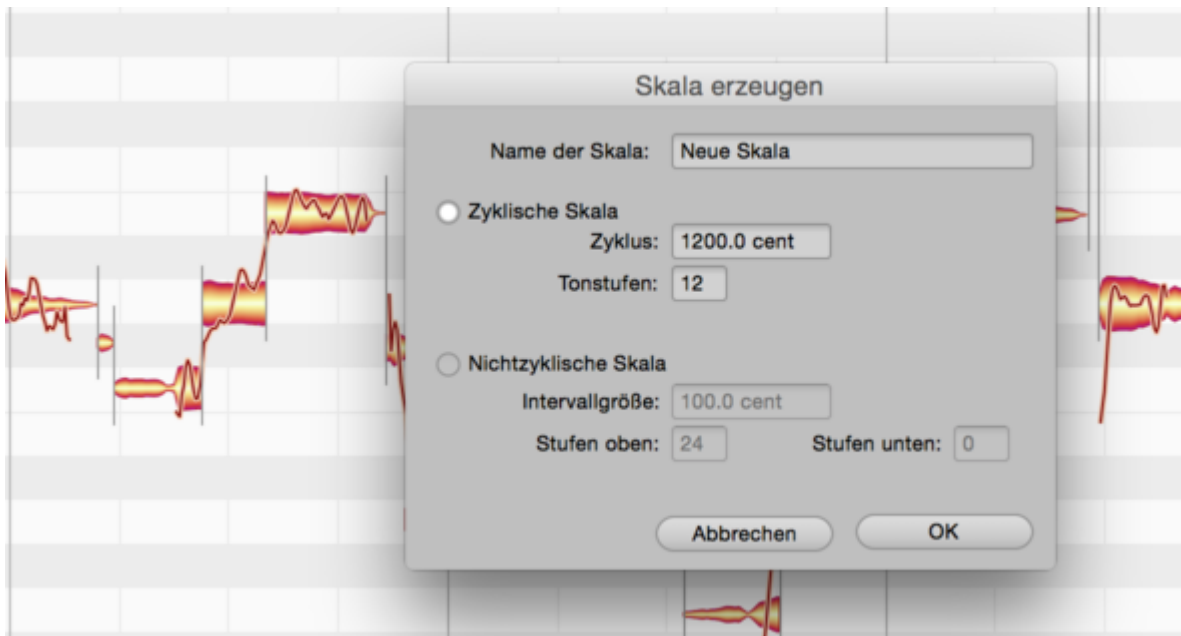 Skala erzeugen
Name der Skala: Neue Skala
Zyklische Skala
Zyklus: 1200.0 cent
Tonstufen: 12
Nichtzyklische Skala
Intervallgröße: 100.0 cent
Stufen oben: 24 Stufen unten: 0
Abbrechen OK